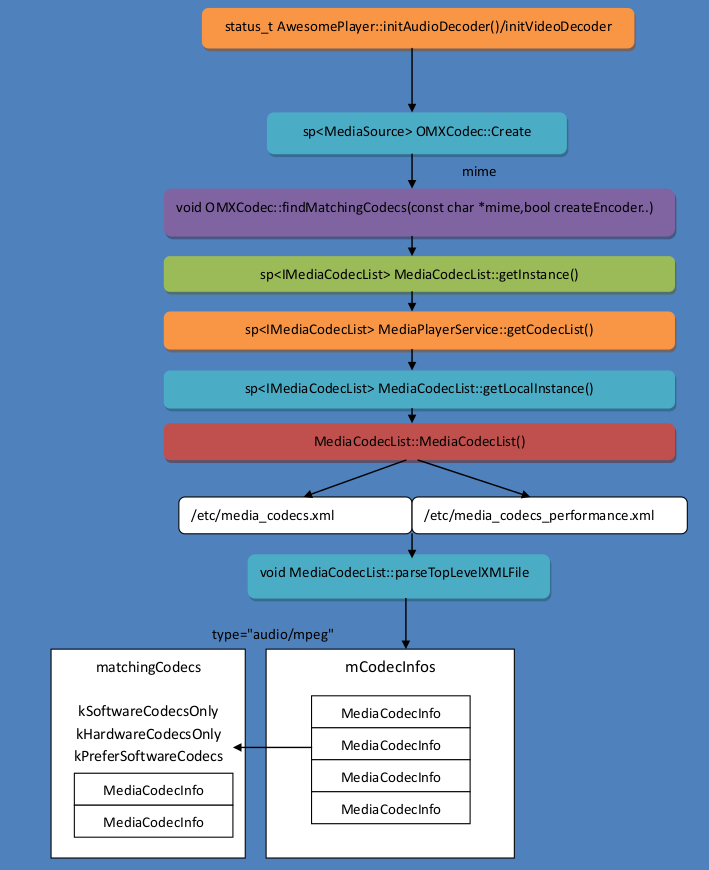 status_t AwesomePlayer::initAudioDecoder()/initVideoDecoder
sp<MediaSource> OMXCodec::Create
mime
void OMXCodec::findMatchingCodecs(const char *mime,bool createEncoder..)
sp<IMediaCodecList> MediaCodecList::getInstance()
sp<IMediaCodecList> MediaPlayerService::getCodecList()
sp<IMediaCodecList> MediaCodecList::getLocalInstance()
MediaCodecList::MediaCodecList()
/etc/media_codecs.xml
/etc/media_codecs_performance.xml
void MediaCodecList::parseTopLevelXMLFile
type="audio/mpeg"
matchingCodecs
kSoftwareCodecsOnly
kHardwareCodecsOnly
kPreferSoftwareCodecs
MediaCodecInfo
MediaCodecInfo
mCodecInfos
MediaCodecInfo
MediaCodecInfo
MediaCodecInfo
MediaCodecInfo